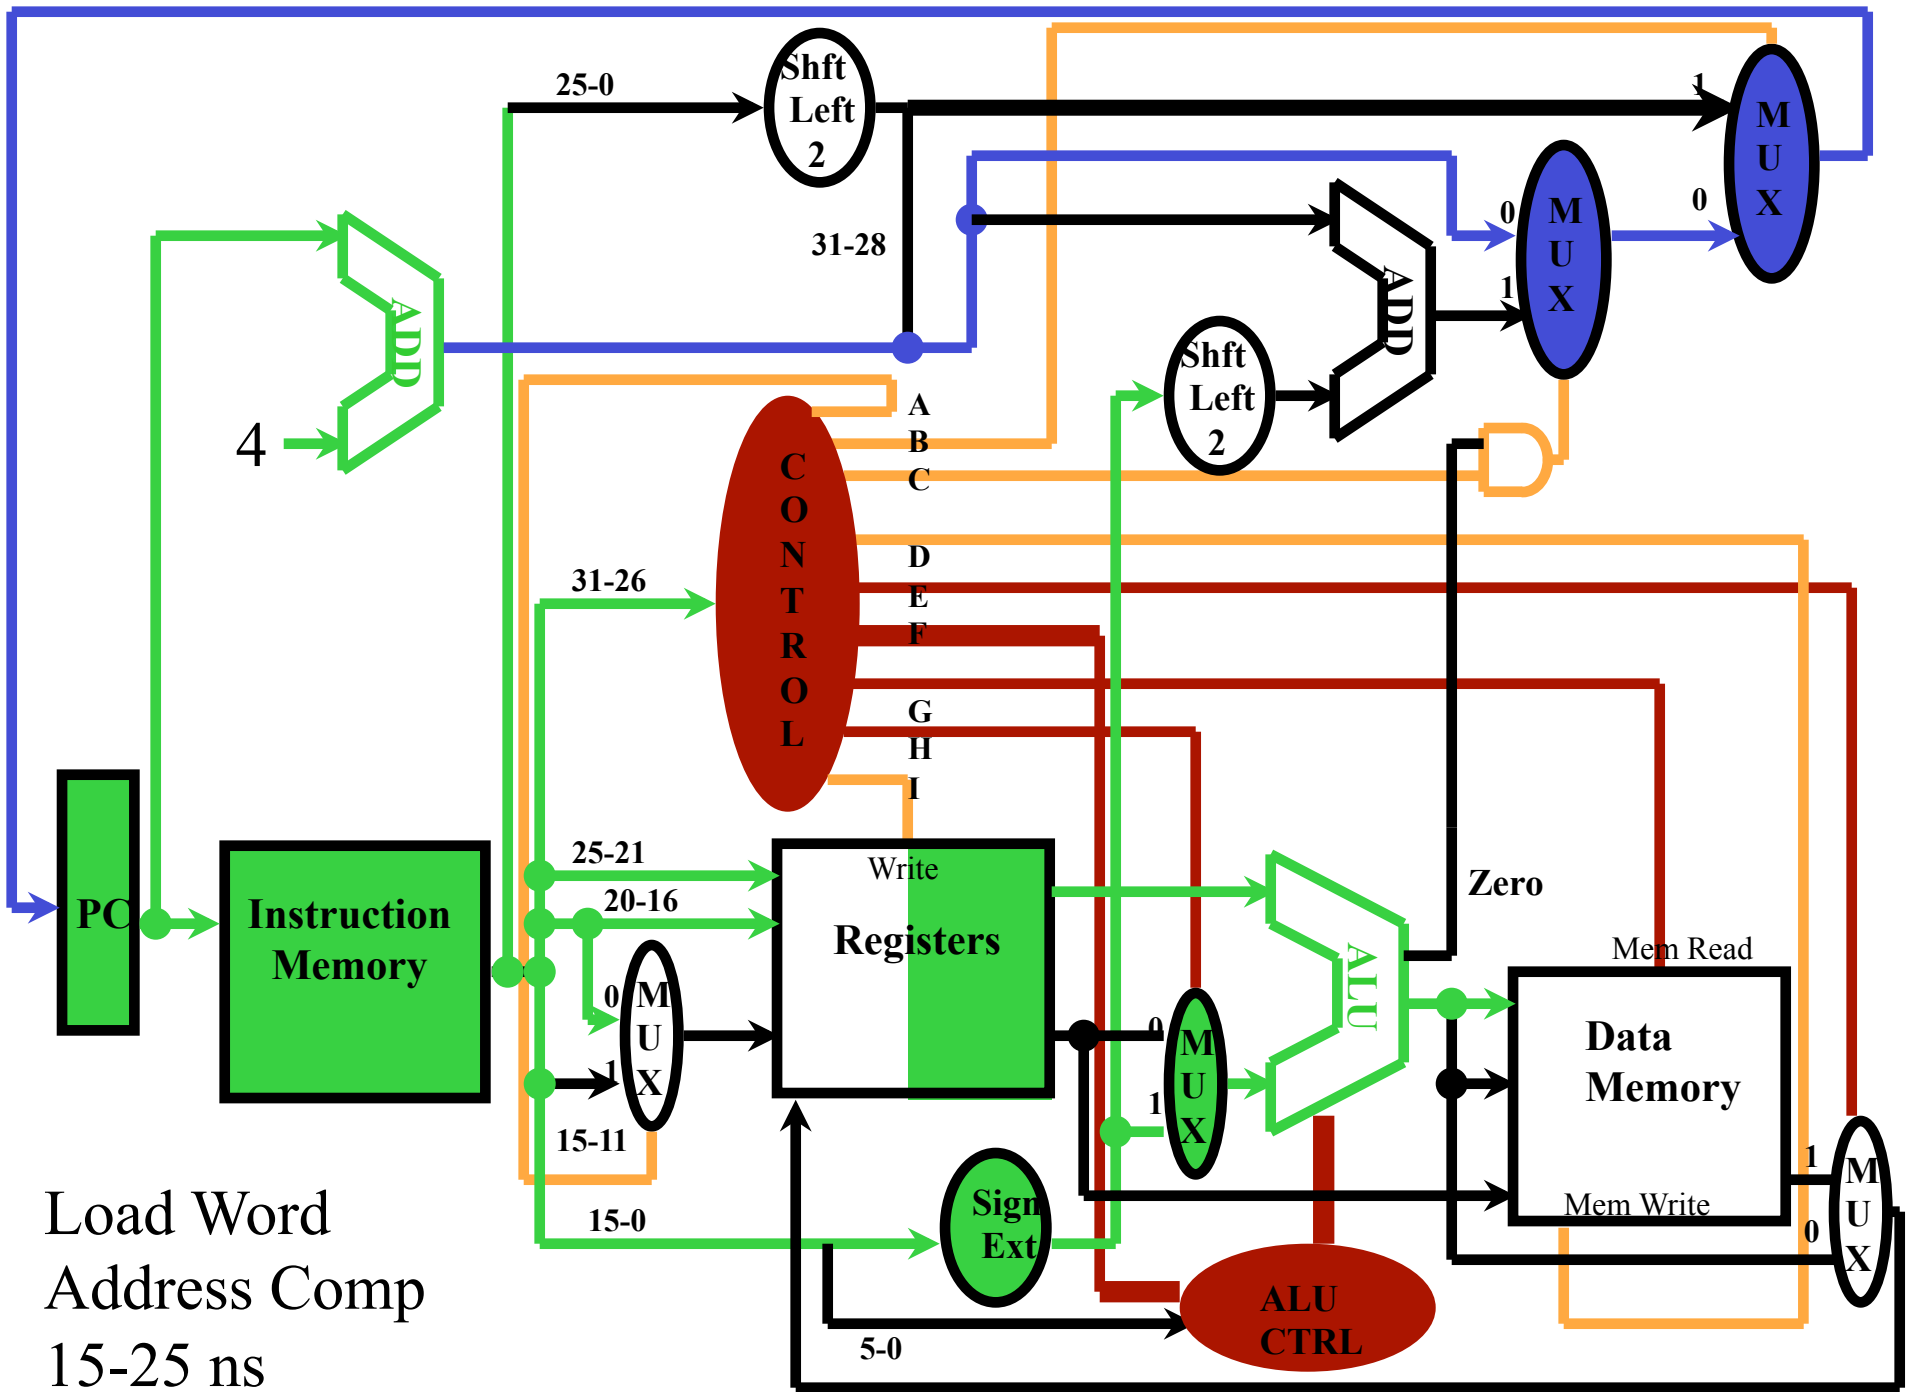 25-0
Shft
Left
2
1
M
U
X
0
31-28
ADD
4
ADD
0
1
M
U
X
Shft
Left
2
A
B
C
D
E
F
G
H
I
C
O
N
T
R
O
L
31-26
PC
Instruction
Memory
25-21
20-16
0
1
M
U
X
15-11
Write
Registers
Zero
ALU
0
1
M
U
X
Mem Read
Data
Memory
Mem Write
1
0
M
U
X
15-0
Sign
Ext
5-0
ALU
CTRL
Load Word
Address Comp
15-25 ns